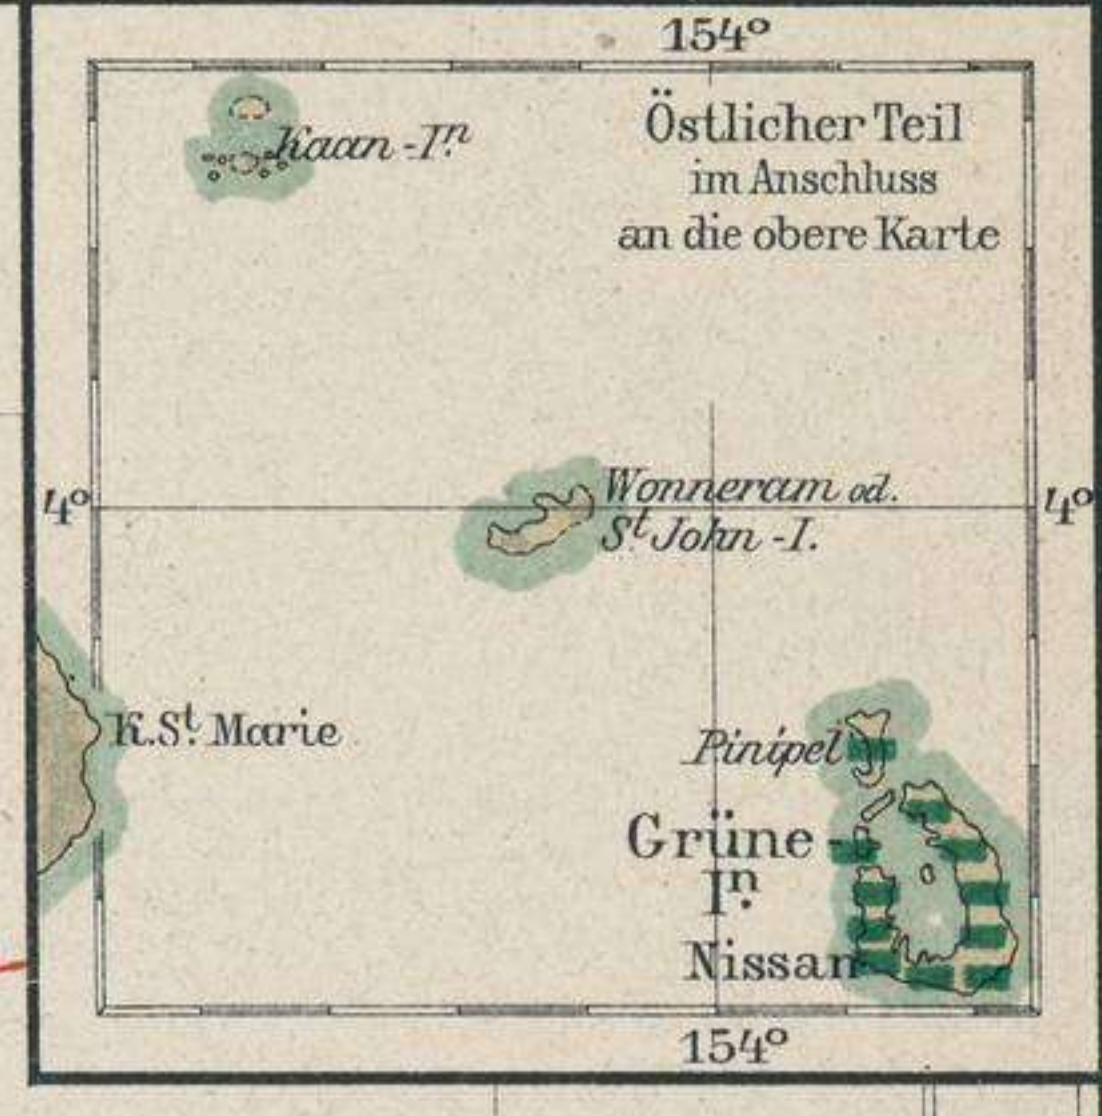 154°
Östlicher Teil
im Anschluss
an die obere Karte
Kaan-Iⁿ.
4°
Wonneram od.
4°
Sᵗ. John-I.
K. Sᵗ. Marie
Pinipel
Grüne-
Iⁿ.
Nissan
154°